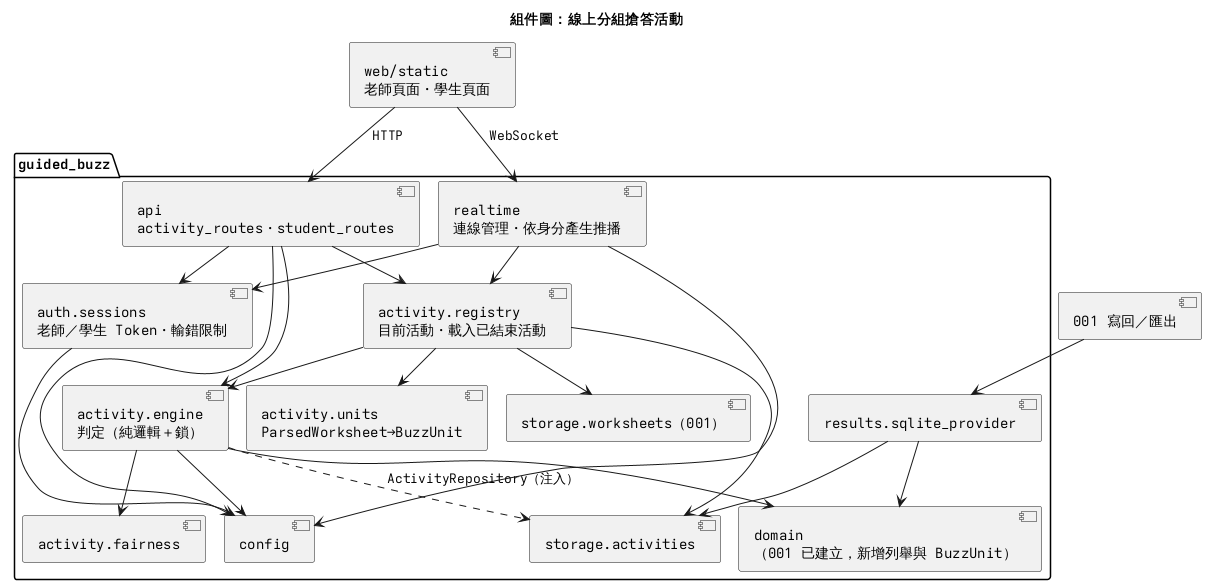 組件圖：線上分組搶答活動
web/static
老師頁面・學生頁面
HTTP
WebSocket
guided_buzz
api
activity_routes・student_routes
realtime
連線管理・依身分產生推播
auth.sessions
老師／學生 Token・輸錯限制
activity.registry
目前活動・載入已結束活動
001 寫回／匯出
activity.engine
判定（純邏輯＋鎖）
activity.units
ParsedWorksheet→BuzzUnit
storage.worksheets（001）
results.sqlite_provider
ActivityRepository（注入）
activity.fairness
config
storage.activities
domain
（001 已建立，新增列舉與 BuzzUnit）